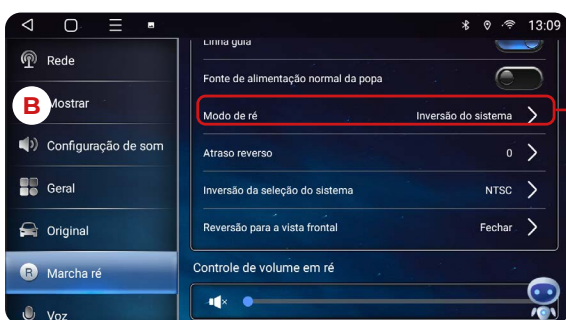 13:09
Linha guia
Rede
Fonte de alimentação normal da popa
B
Mostrar
Modo de ré Inversão do sistema
Configuração de som
Atraso reverso 0
Geral
Inversão da seleção do sistema NTSC
Original
Reversão para a vista frontal Fechar
R Marcha ré
Controle de volume em ré
Voz